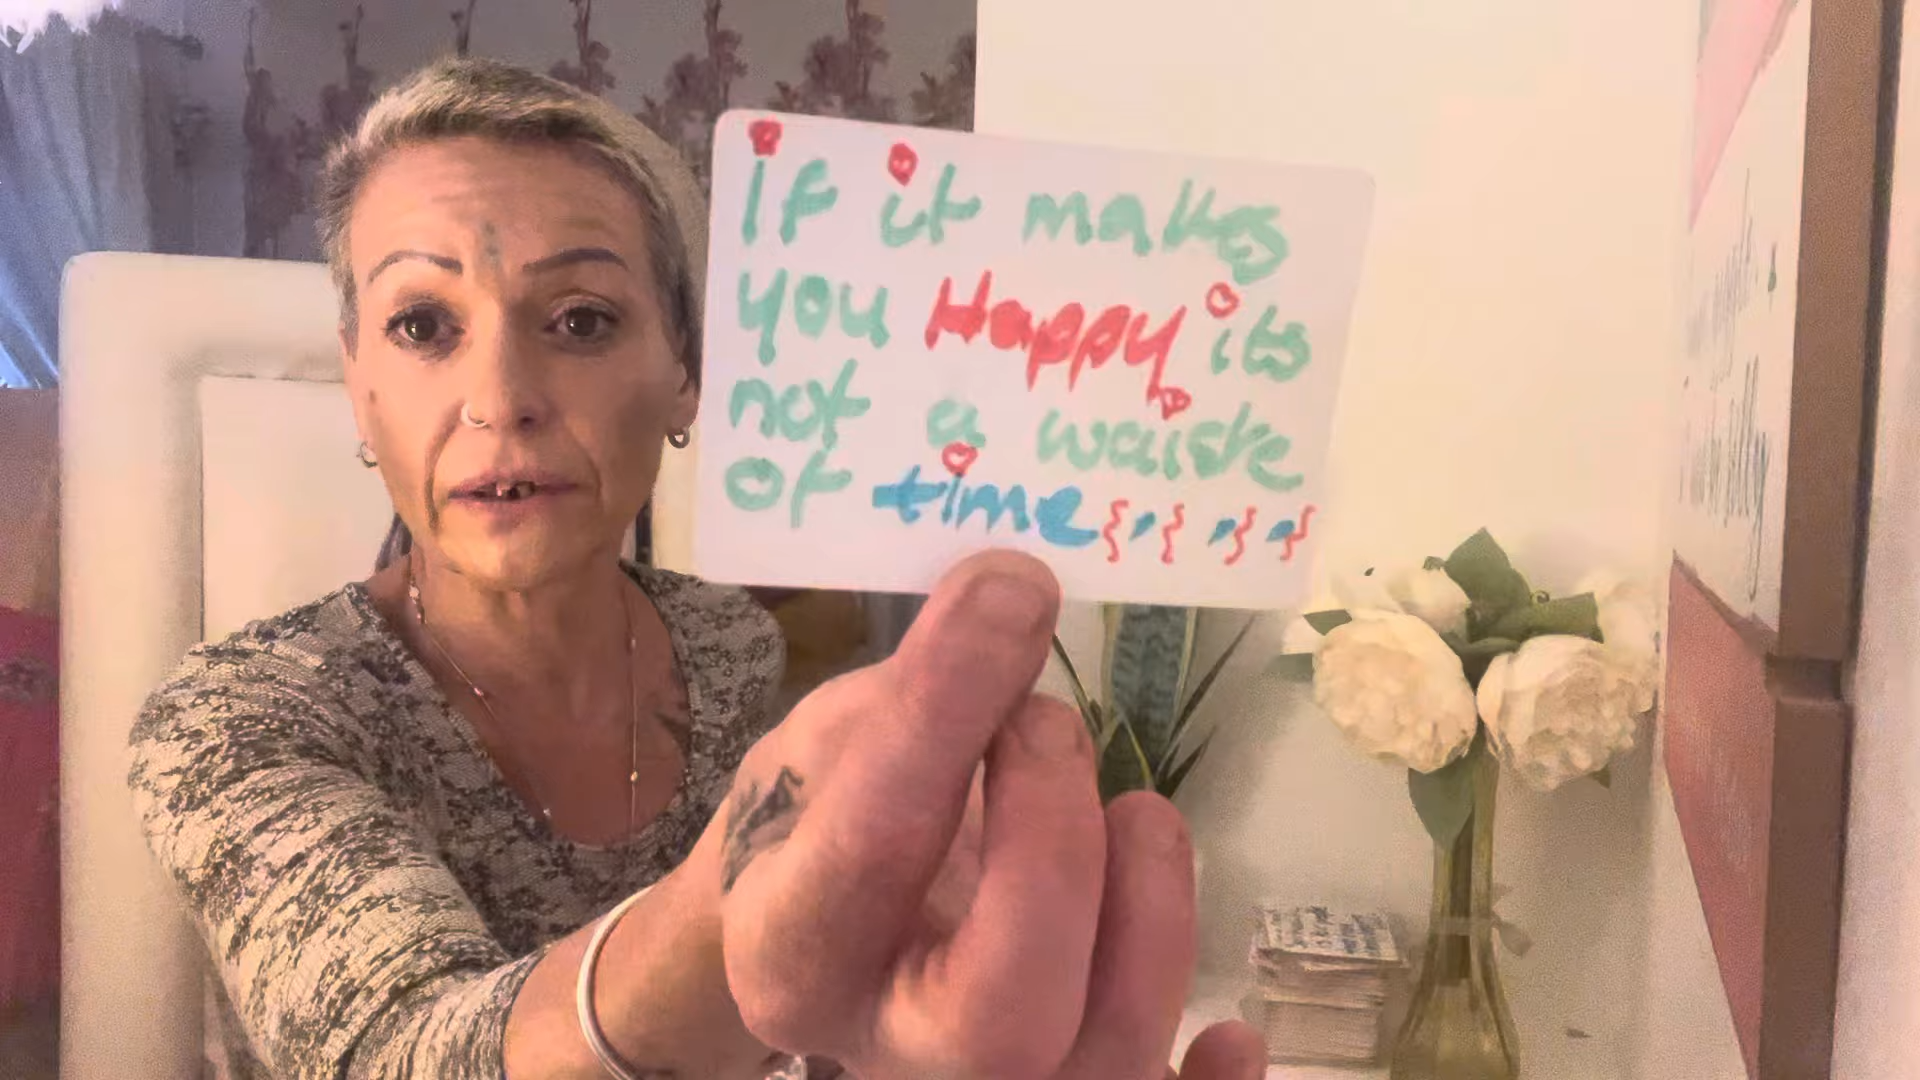 if it makes
you Happy its
not a waiste
of time {'{ '} '}